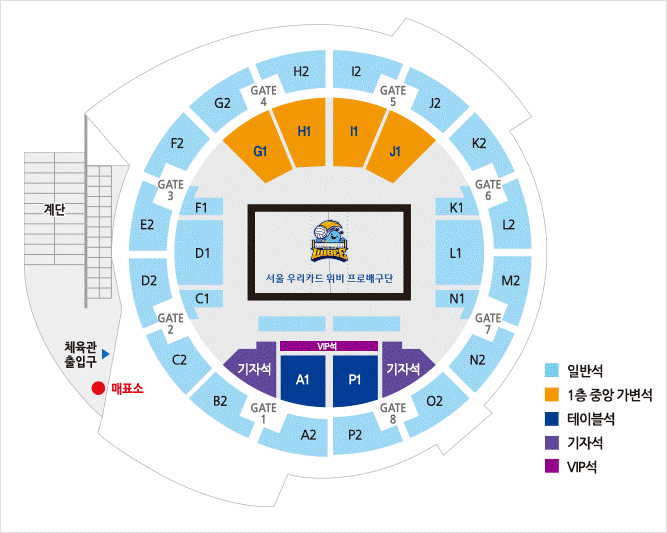 H2
I2
G2
GATE
4
GATE
5
J2
F2
H1
I1
K2
G1
J1
GATE
3
GATE
6
계단
E2
F1
K1
L2
D1
L1
서울 우리카드 위비 프로배구단
D2
C1
N1
M2
GATE
2
GATE
7
체육관
출입구
VIP석
C2
기자석
A1
P1
기자석
N2
매표소
B2
O2
GATE
1
GATE
8
A2
P2
일반석
1층 중앙 가변석
테이블석
기자석
VIP석